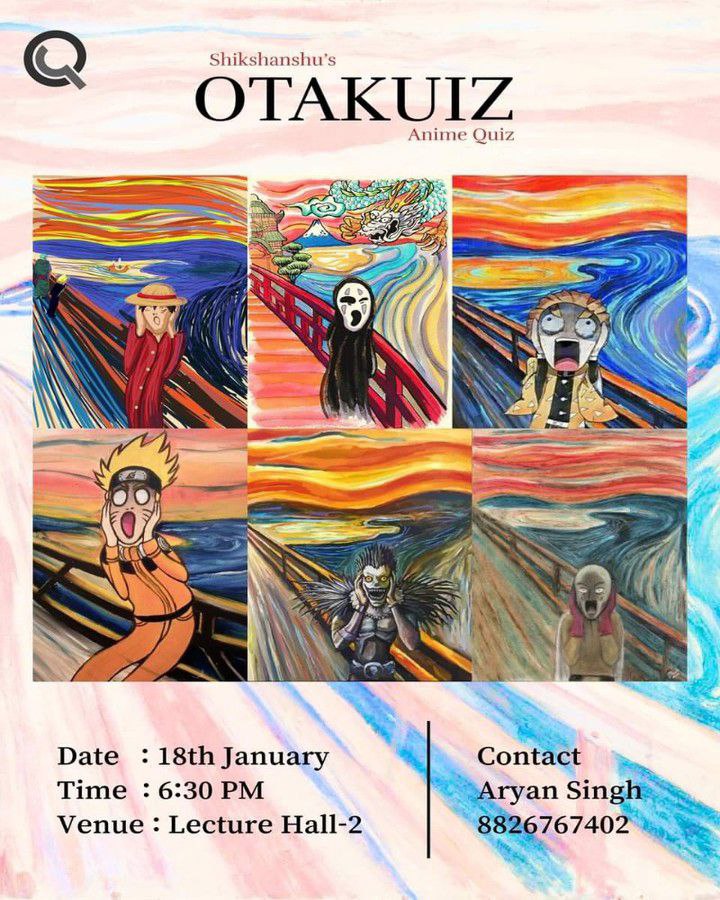 Shikshanshu's
OTAKUIZ
Anime Quiz
Date : 18th January
Time : 6:30 PM
Venue : Lecture Hall-2
Contact
Aryan Singh
8826767402